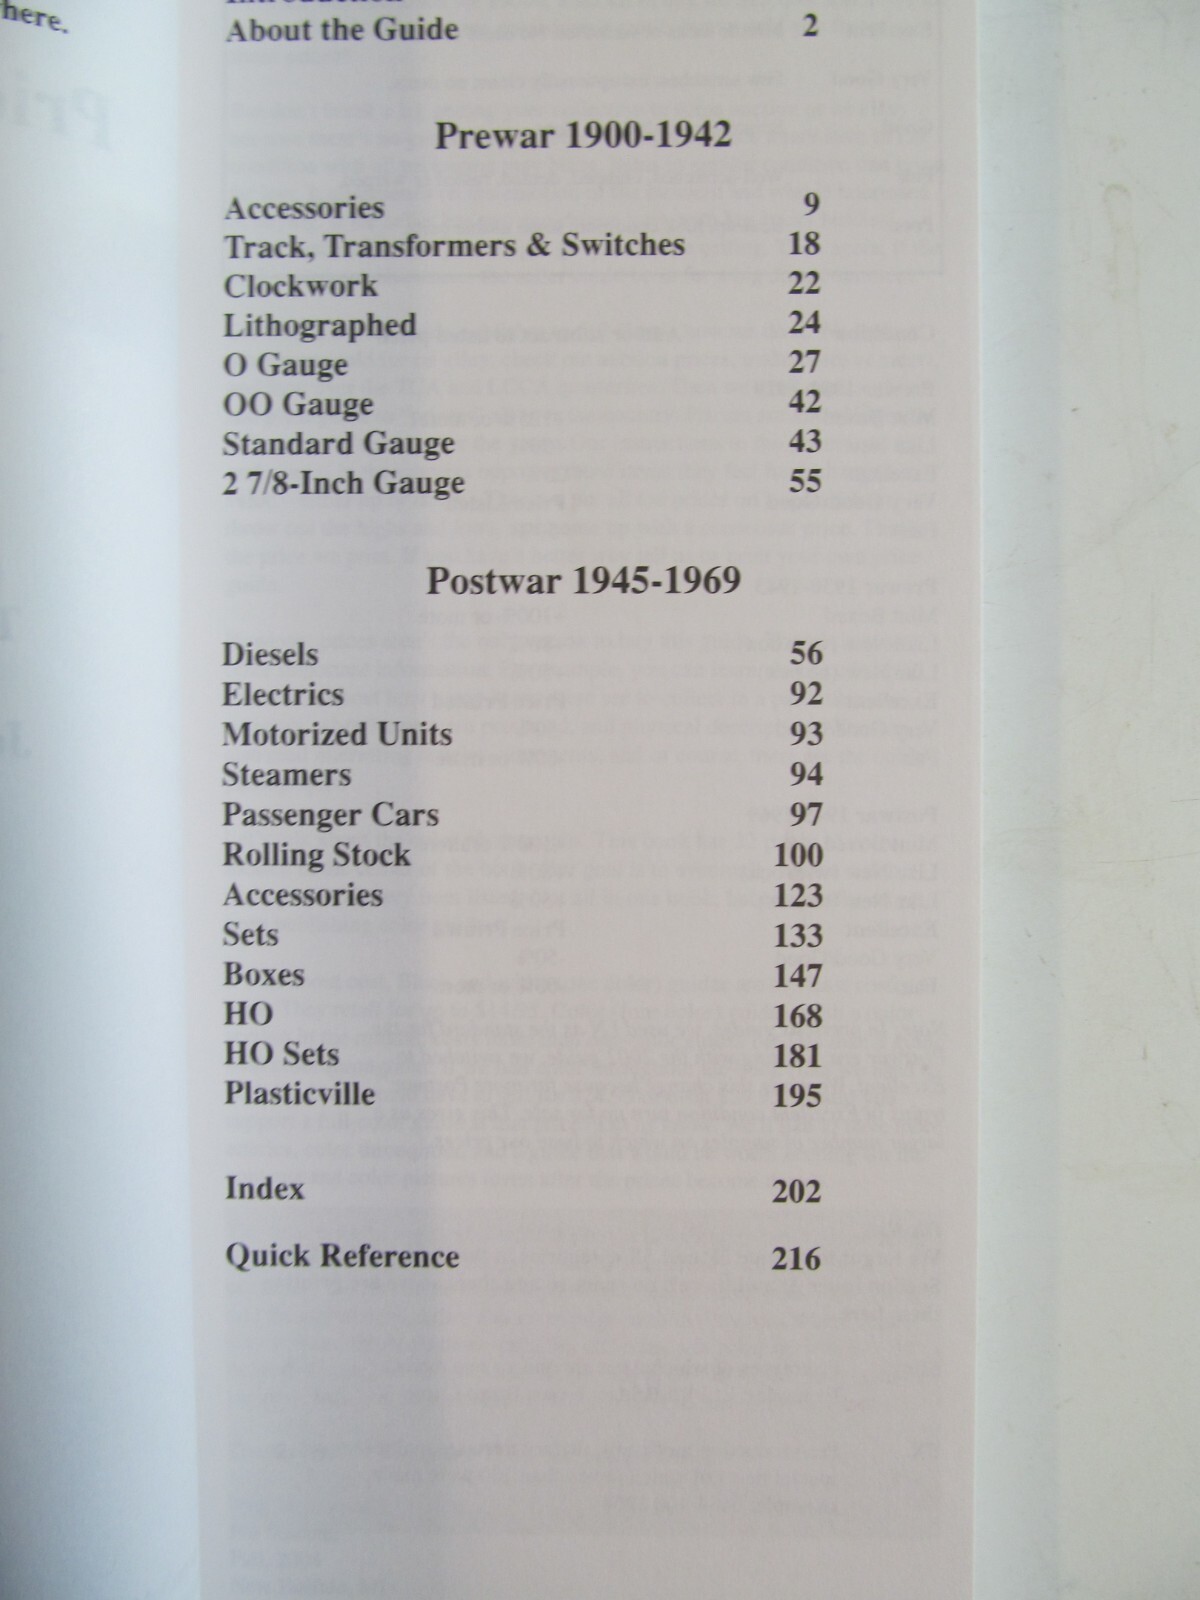 here.
Introduction
About the Guide 2
Prewar 1900-1942
Accessories 9
Track, Transformers & Switches 18
Clockwork 22
Lithographed 24
O Gauge 27
OO Gauge 42
Standard Gauge 43
2 7/8-Inch Gauge 55
Postwar 1945-1969
Diesels 56
Electrics 92
Motorized Units 93
Steamers 94
Passenger Cars 97
Rolling Stock 100
Accessories 123
Sets 133
Boxes 147
HO 168
HO Sets 181
Plasticville 195
Index 202
Quick Reference 216